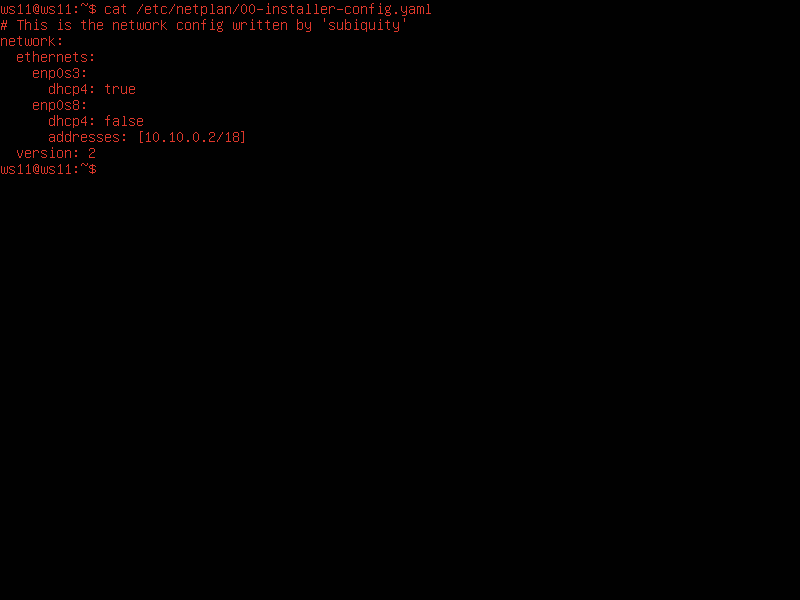 ws11@ws11:~$ cat /etc/netplan/00-installer-config.yaml
# This is the network config written by 'subiquity'
network:
  ethernets:
    enp0s3:
      dhcp4: true
    enp0s8:
      dhcp4: false
      addresses: [10.10.0.2/18]
  version: 2
ws11@ws11:~$